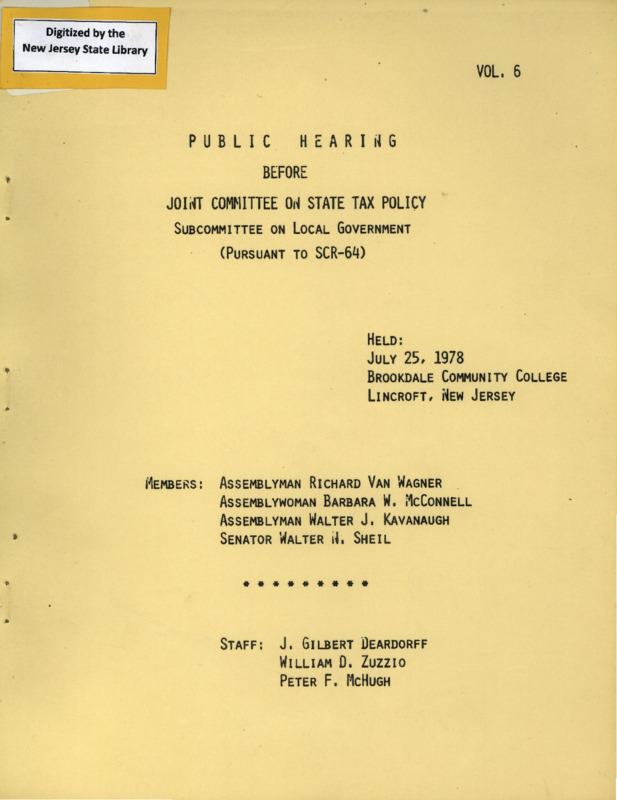 Digitized by the
New Jersey State Library
VOL. 6
PUBLIC HEARING
BEFORE
JOINT COMMITTEE ON STATE TAX POLICY
SUBCOMMITTEE ON LOCAL GOVERNMENT
(PURSUANT TO SCR-64)
HELD:
JULY 25, 1978
BROOKDALE COMMUNITY COLLEGE
LINCROFT, NEW JERSEY
MEMBERS: ASSEMBLYMAN RICHARD VAN WAGNER
ASSEMBLYWOMAN BARBARA W. MCCONNELL
ASSEMBLYMAN WALTER J. KAVANAUGH
SENATOR WALTER N. SHEIL
* * * * * * * * *
STAFF: J. GILBERT DEARDORFF
WILLIAM D. ZUZZIO
PETER F. MCHUGH